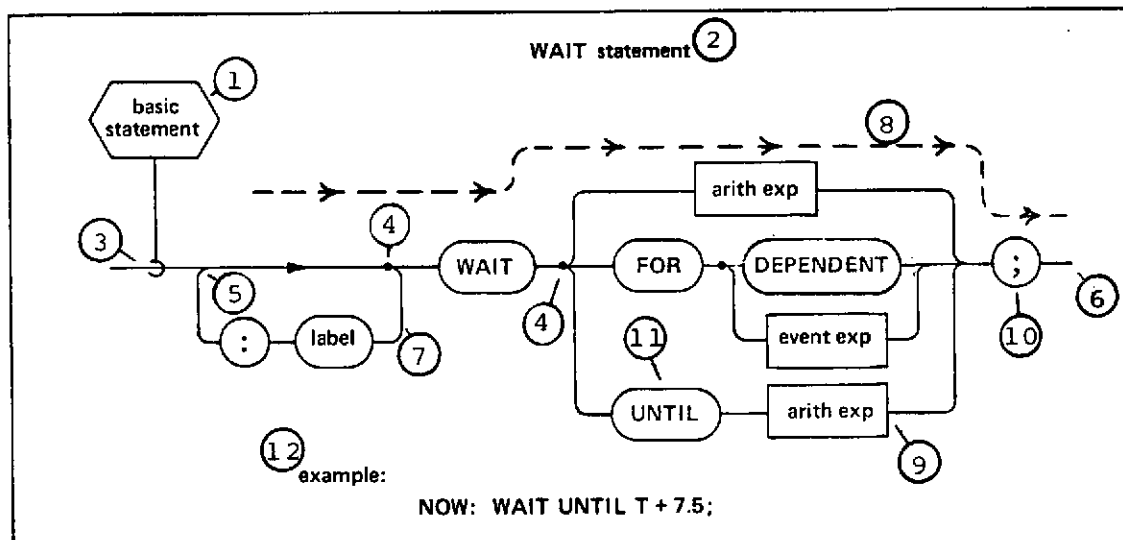 WAIT statement 2
1
basic
statement
8
arith exp
3
4
WAIT
FOR
DEPENDENT
;
5
4
6
:
label
7
11
event exp
10
UNTIL
arith exp
9
12
example:
NOW: WAIT UNTIL T + 7.5;